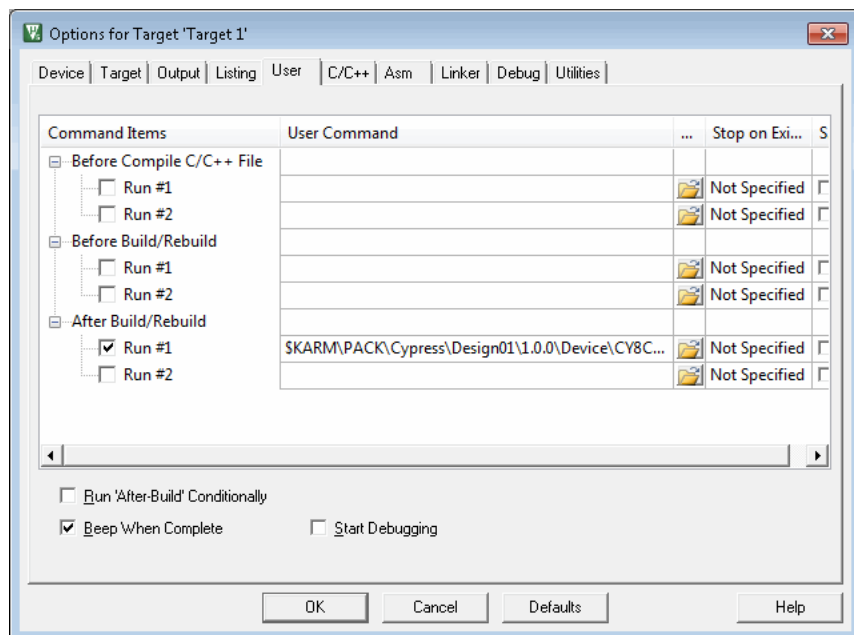 Options for Target 'Target 1'
Device Target Output Listing User C/C++ Asm Linker Debug Utilities
Command Items User Command ... Stop on Exi... S
Before Compile C/C++ File
Run #1 Not Specified
Run #2 Not Specified
Before Build/Rebuild
Run #1 Not Specified
Run #2 Not Specified
After Build/Rebuild
Run #1 $KARM\PACK\Cypress\Design01\1.0.0\Device\CY8C... Not Specified
Run #2 Not Specified
Run 'After-Build' Conditionally
Beep When Complete Start Debugging
OK Cancel Defaults Help